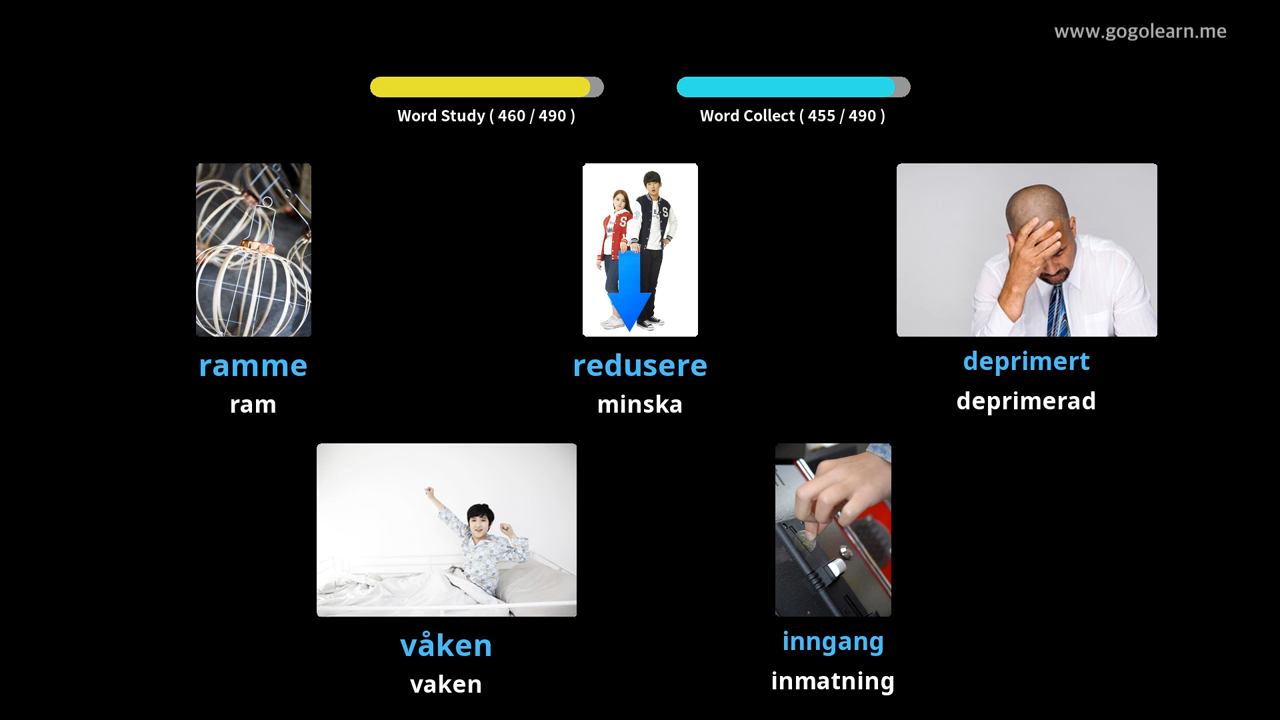 www.gogolearn.me
Word Study ( 460 / 490 )
Word Collect ( 455 / 490 )
ramme
ram
redusere
minska
deprimert
deprimerad
våken
vaken
inngang
inmatning